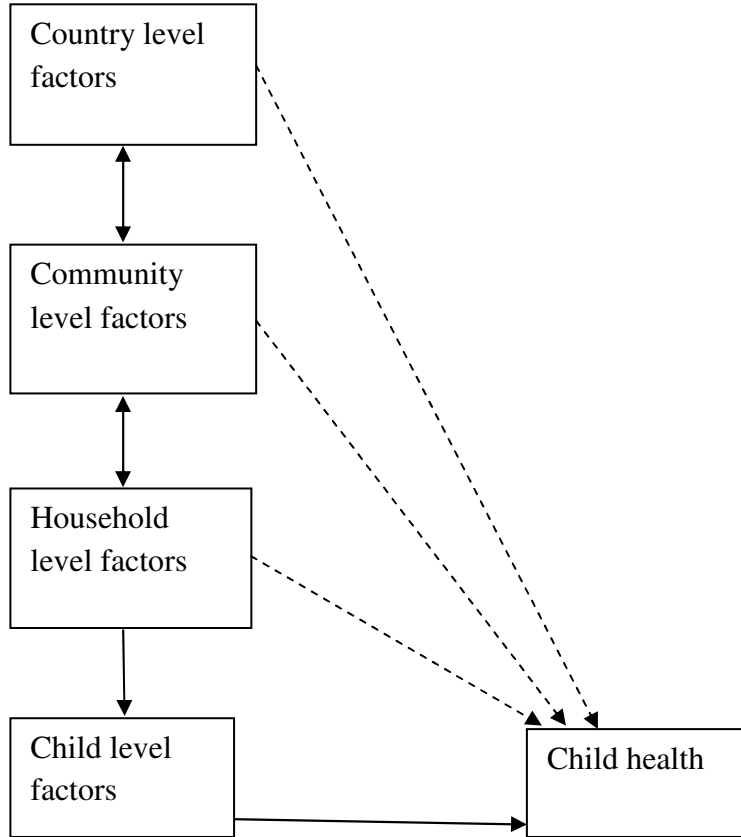 Country level
factors
Community
level factors
Household
level factors
Child level
factors
Child health